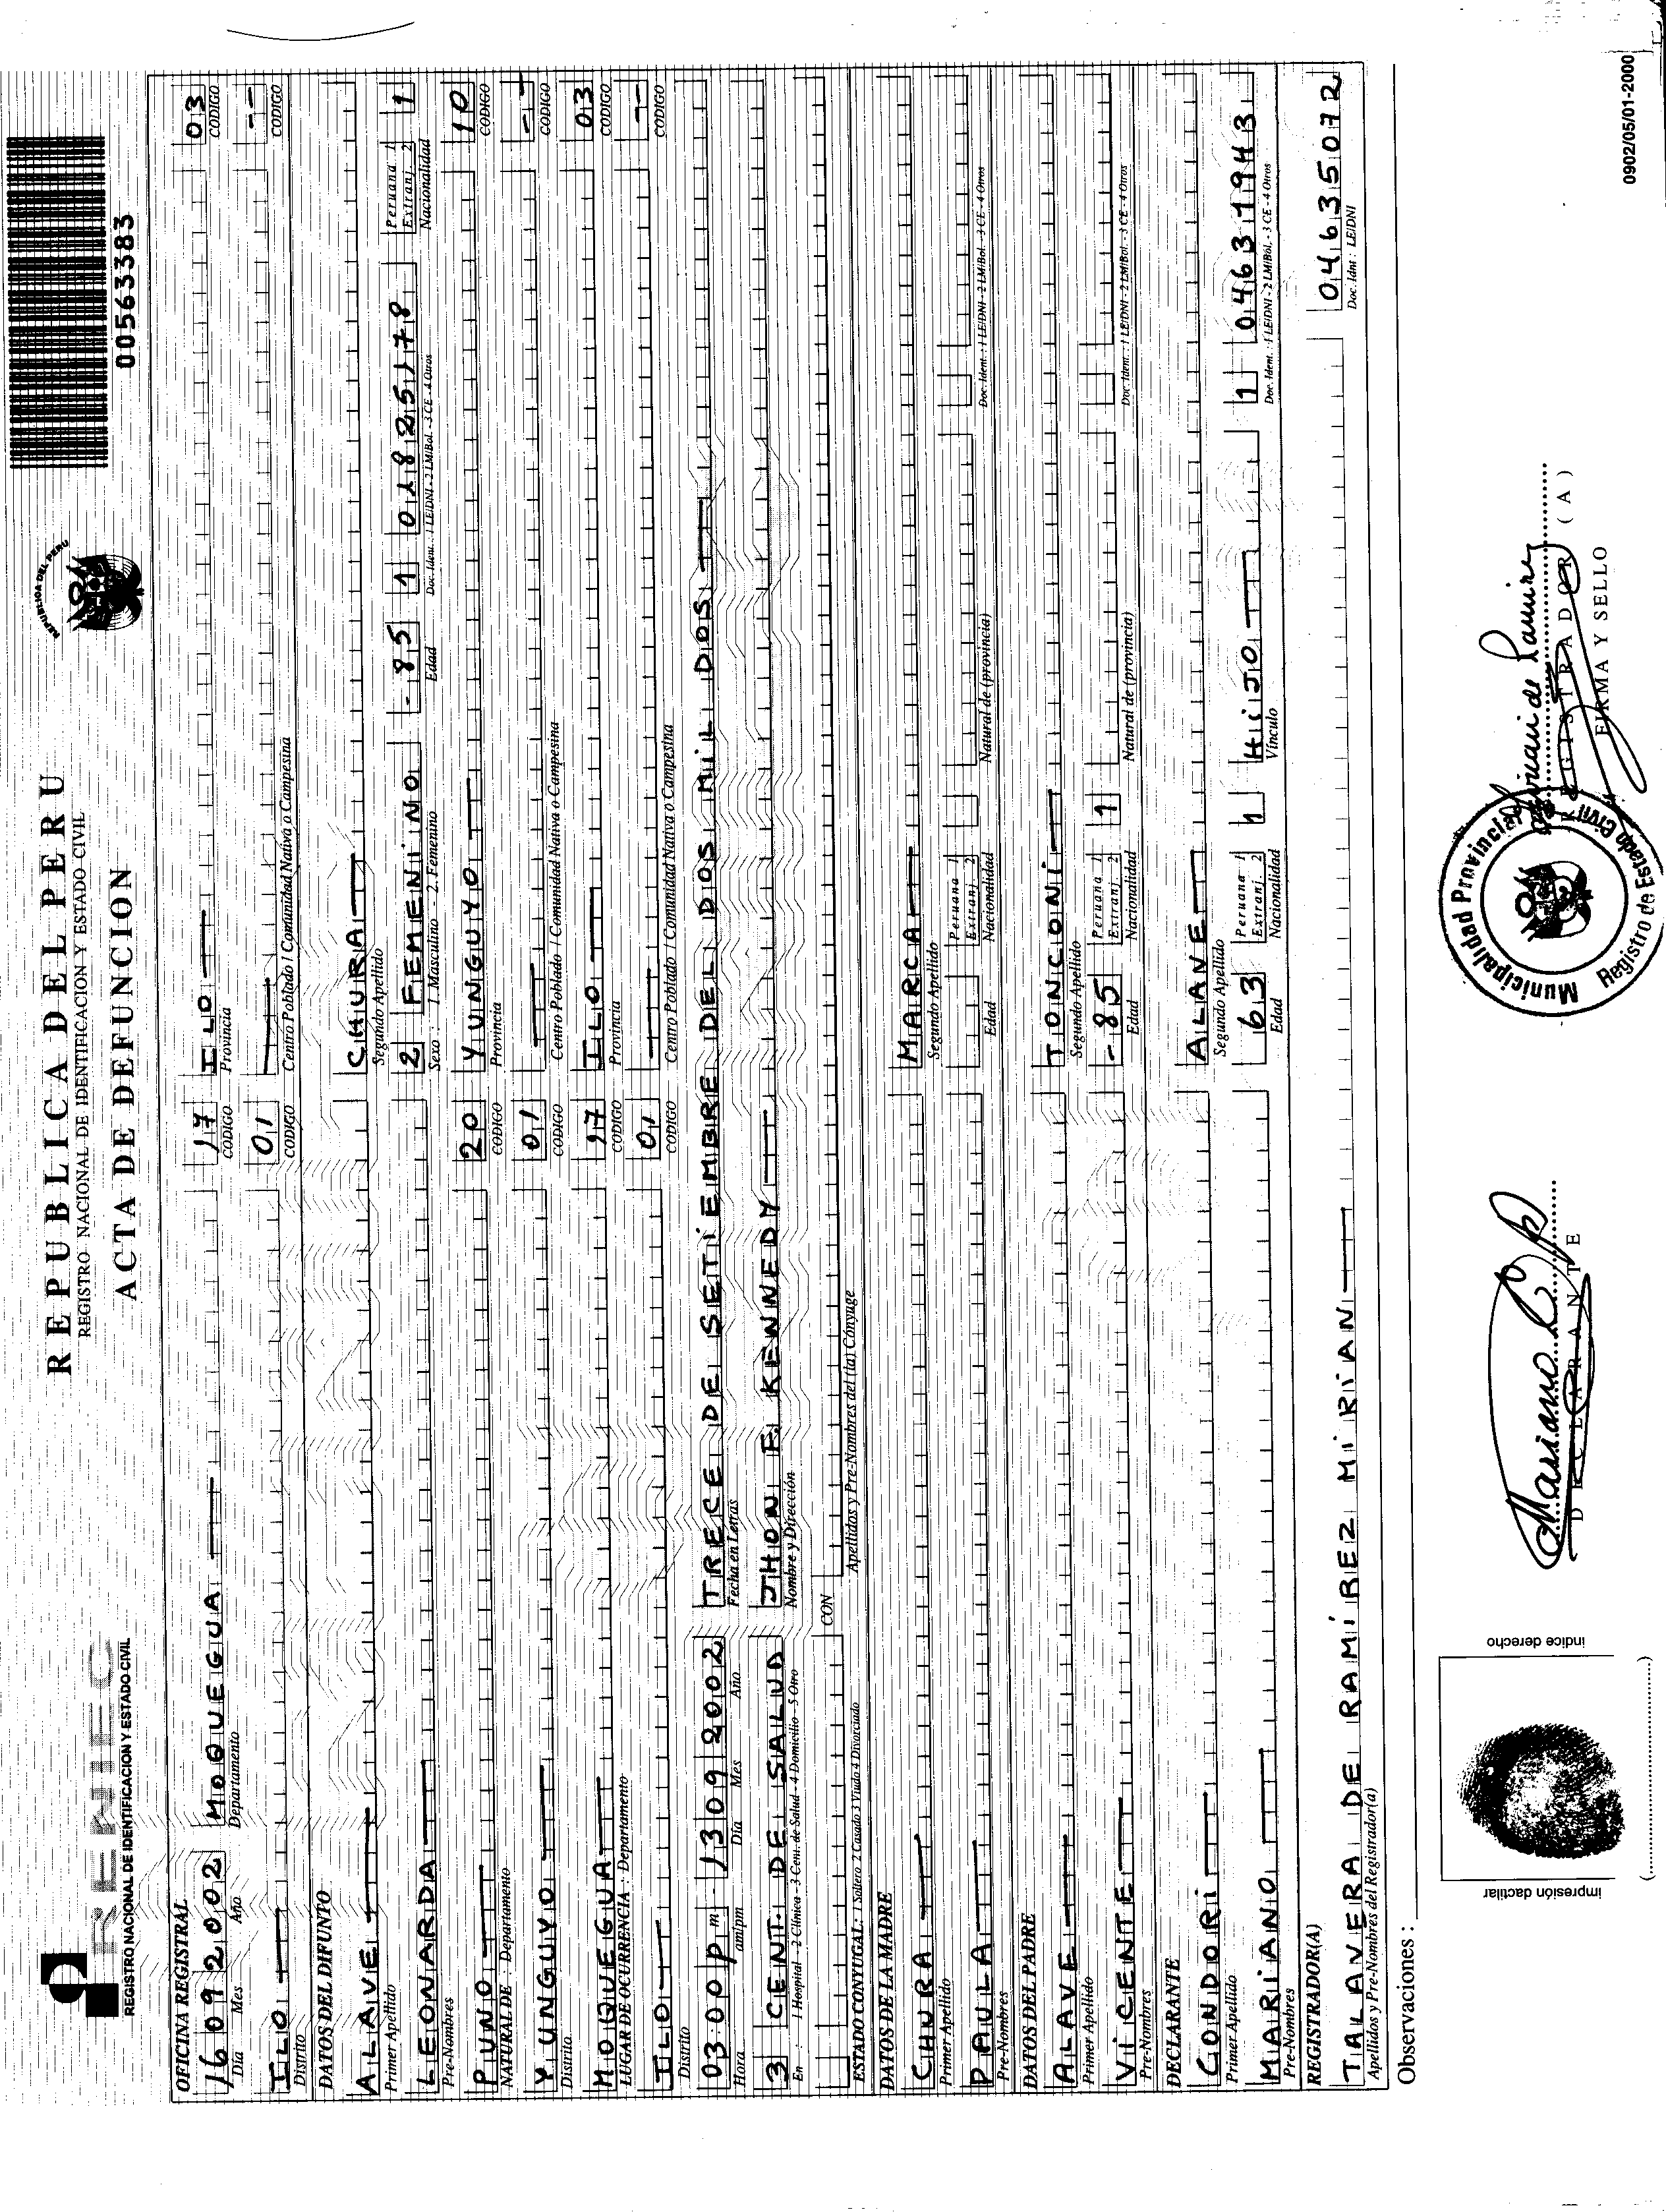 RENIEC
REGISTRO NACIONAL DE IDENTIFICACION Y ESTADO CIVIL
REPUBLICA DEL PERU
REGISTRO NACIONAL DE IDENTIFICACION Y ESTADO CIVIL
ACTA DE DEFUNCION
REPUBLICA DEL PERU
00563383
OFICINA REGISTRAL
16 09 2002 MOQUEGUA 17 ILO 03
Día Mes Año Departamento CODIGO Provincia CODIGO
ILO 01 --
Distrito CODIGO Centro Poblado / Comunidad Nativa o Campesina CODIGO
DATOS DEL DIFUNTO
ALAVE CHURA
Primer Apellido Segundo Apellido
LEONARDA 2 FEMENINO -85 1 01825178 Peruana 1 Extranj. 2 1
Pre-Nombres Sexo : 1. Masculino - 2. Femenino Edad Doc. Ident. : 1 LE/DNI - 2 LM/Bol. - 3 CE - 4 Otros Nacionalidad
PUNO 20 YUNGUYO 10
NATURAL DE : Departamento CODIGO Provincia CODIGO
YUNGUYO 01 --
Distrito CODIGO Centro Poblado / Comunidad Nativa o Campesina CODIGO
MOQUEGUA 17 ILO 03
LUGAR DE OCURRENCIA : Departamento CODIGO Provincia CODIGO
ILO 01 --
Distrito CODIGO Centro Poblado / Comunidad Nativa o Campesina CODIGO
03:00 pm 13 09 2002 TRECE DE SETIEMBRE DEL DOS MIL DOS
Hora am/pm Día Mes Año Fecha en Letras
3 CENT. DE SALUD JHON F. KENNEDY
En : 1 Hospital - 2 Clínica - 3 Cent. de Salud - 4 Domicilio - 5 Otro Nombre y Dirección
CON
ESTADO CONYUGAL : 1 Soltero 2 Casado 3 Viudo 4 Divorciado Apellidos y Pre-Nombres del (la) Cónyuge
DATOS DE LA MADRE
CHURA MARCA
Primer Apellido Segundo Apellido
PAULA Peruana 1 Extranj. 2
Pre-Nombres Edad Nacionalidad Natural de (provincia) Doc. Ident. : 1 LE/DNI - 2 LM/Bol. - 3 CE - 4 Otros
DATOS DEL PADRE
ALAVE TONCONI
Primer Apellido Segundo Apellido
VICENTE -85 Peruana 1 Extranj. 2 1
Pre-Nombres Edad Nacionalidad Natural de (provincia) Doc. Ident. : 1 LE/DNI - 2 LM/Bol. - 3 CE - 4 Otros
DECLARANTE
CONDORI ALAVE
Primer Apellido Segundo Apellido
MARIANO 63 Peruana 1 Extranj. 2 1 HIJO 1 04631943
Pre-Nombres Edad Nacionalidad Vínculo Doc. Ident. : 1 LE/DNI - 2 LM/Bol. - 3 CE - 4 Otros
REGISTRADOR(A)
TALAVERA DE RAMÍREZ MIRIAN 04635072
Apellidos y Pre-Nombres del Registrador(a) Doc. Idnt : LE/DNI
Observaciones :
impresión dactilar
índice derecho
(..............................)
Mariano C
DECLARANTE
Municipalidad Provincial
Registro de Estado Civil
de Ramirez
REGISTRADOR (A)
FIRMA Y SELLO
0902/05/01-2000